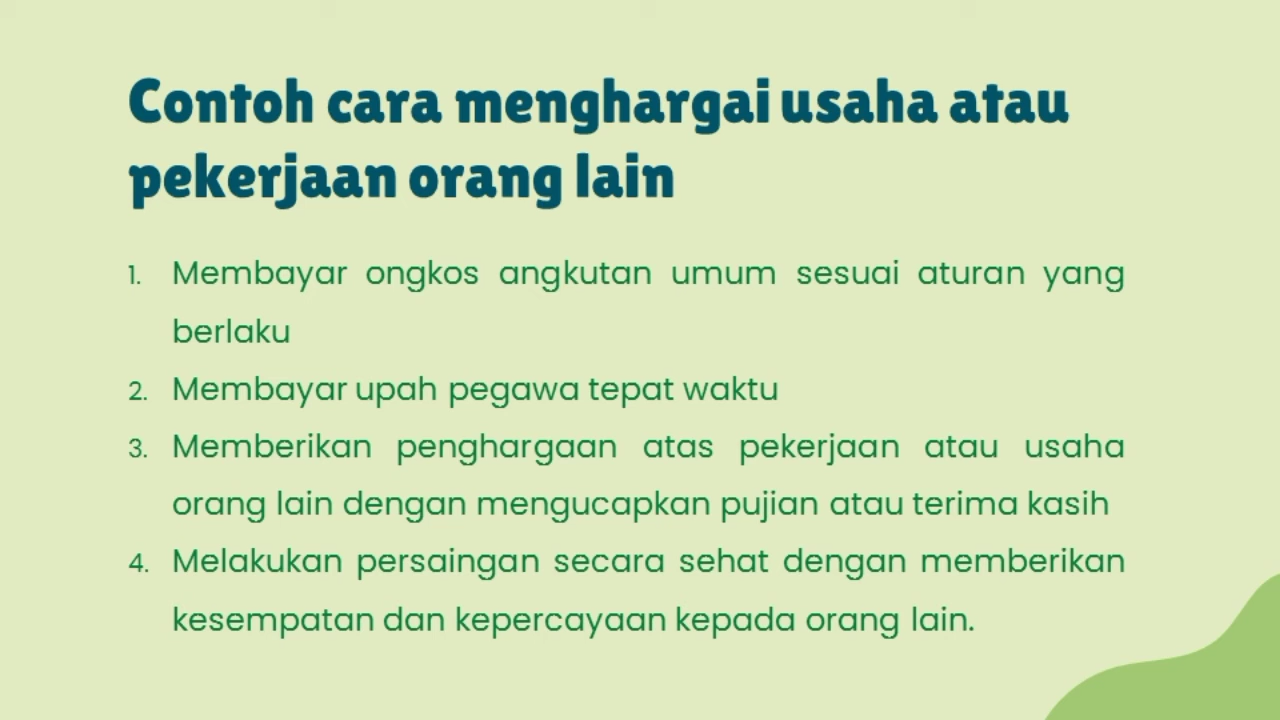 Contoh cara menghargai usaha atau
pekerjaan orang lain
1. Membayar ongkos angkutan umum sesuai aturan yang
berlaku
2. Membayar upah pegawa tepat waktu
3. Memberikan penghargaan atas pekerjaan atau usaha
orang lain dengan mengucapkan pujian atau terima kasih
4. Melakukan persaingan secara sehat dengan memberikan
kesempatan dan kepercayaan kepada orang lain.